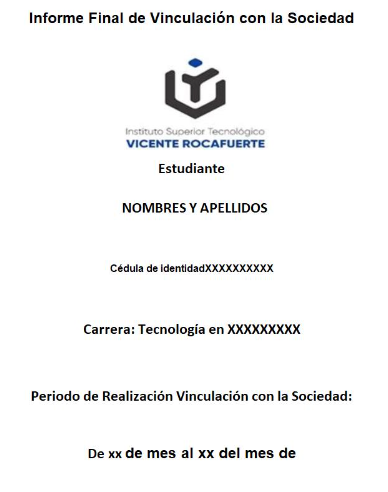 Informe Final de Vinculación con la Sociedad
Instituto Superior Tecnológico
VICENTE ROCAFUERTE
Estudiante
NOMBRES Y APELLIDOS
Cédula de identidadXXXXXXXXXX
Carrera: Tecnología en XXXXXXXXX
Periodo de Realización Vinculación con la Sociedad:
De xx de mes al xx del mes de